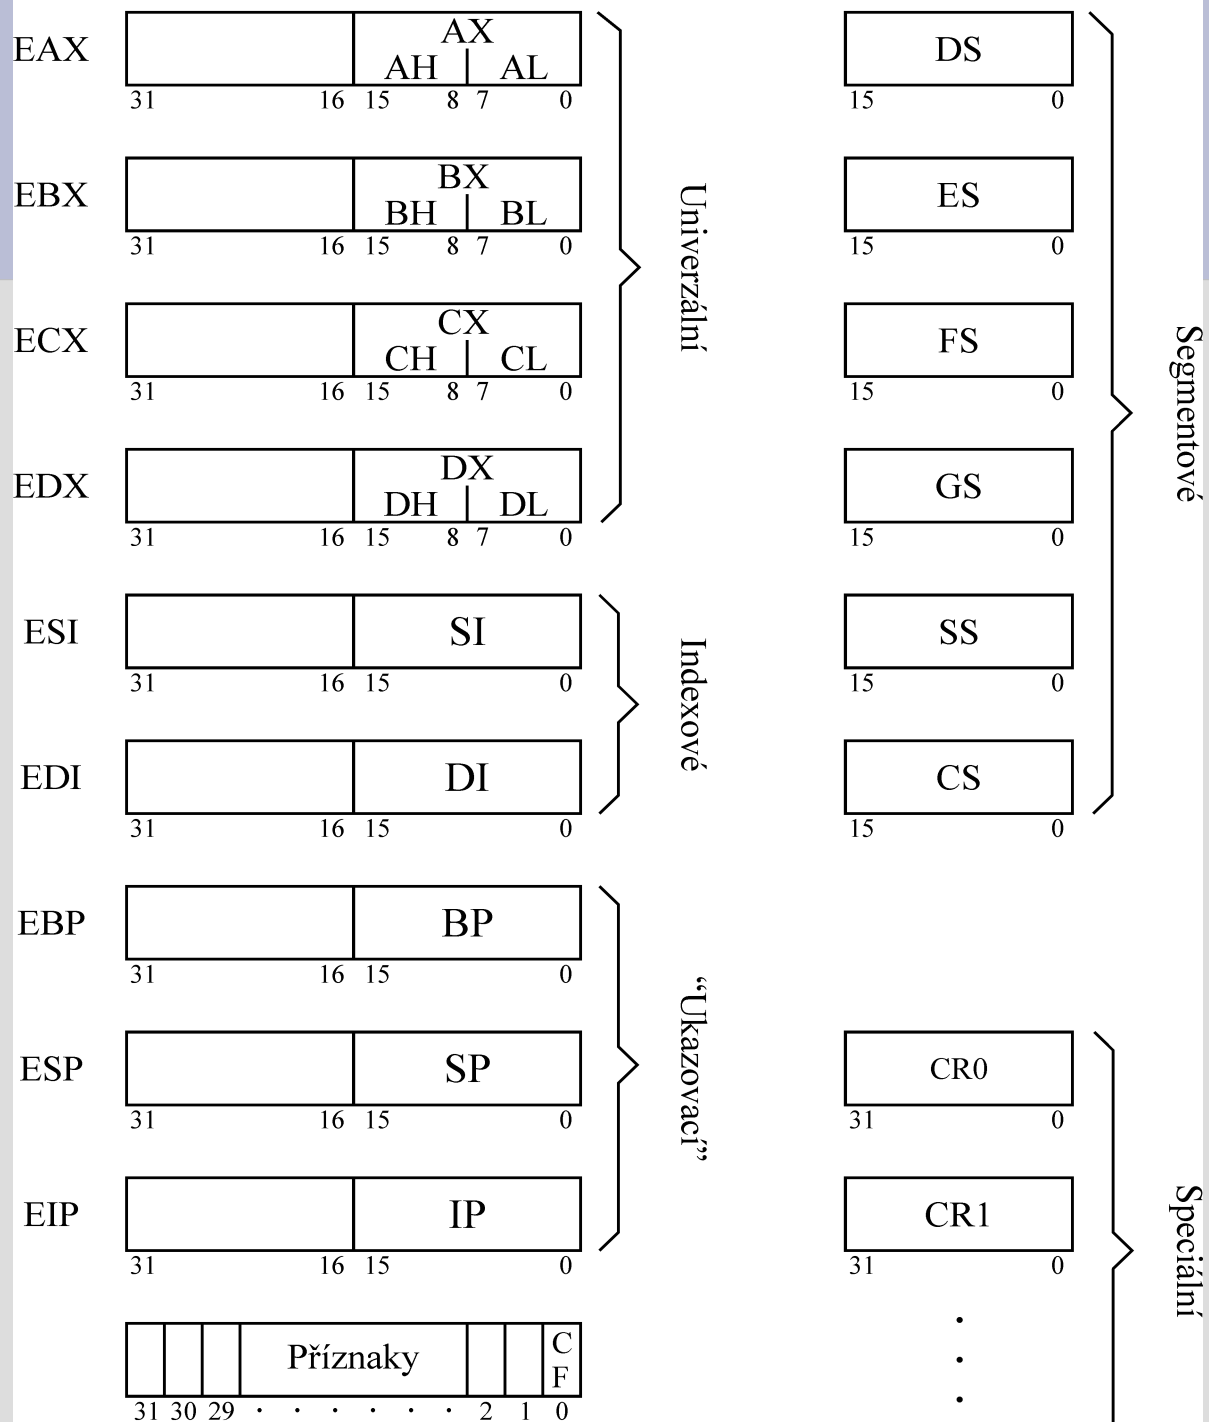 EAX
AX
AH AL
31 16 15 8 7 0
EBX
BX
BH BL
31 16 15 8 7 0
ECX
CX
CH CL
31 16 15 8 7 0
EDX
DX
DH DL
31 16 15 8 7 0
Univerzální
ESI
SI
31 16 15 0
EDI
DI
31 16 15 0
Indexové
EBP
BP
31 16 15 0
ESP
SP
31 16 15 0
EIP
IP
31 16 15 0
“Ukazovací”
Příznaky
C
F
31 30 29 · · · · · · 2 1 0
DS
15 0
ES
15 0
FS
15 0
GS
15 0
SS
15 0
CS
15 0
Segmentové
CR0
31 0
CR1
31 0
·
·
·
Speciální